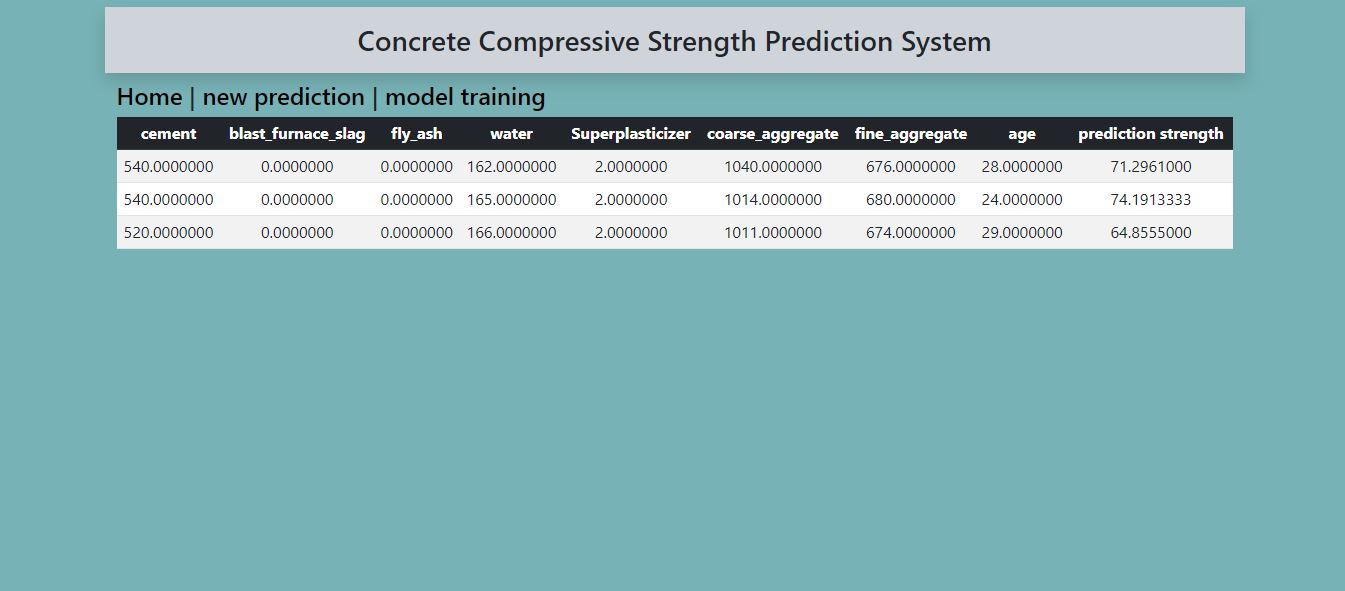 Concrete Compressive Strength Prediction System
Home | new prediction | model training
cement blast_furnace_slag fly_ash water Superplasticizer coarse_aggregate fine_aggregate age prediction strength
540.0000000 0.0000000 0.0000000 162.0000000 2.0000000 1040.0000000 676.0000000 28.0000000 71.2961000
540.0000000 0.0000000 0.0000000 165.0000000 2.0000000 1014.0000000 680.0000000 24.0000000 74.1913333
520.0000000 0.0000000 0.0000000 166.0000000 2.0000000 1011.0000000 674.0000000 29.0000000 64.8555000